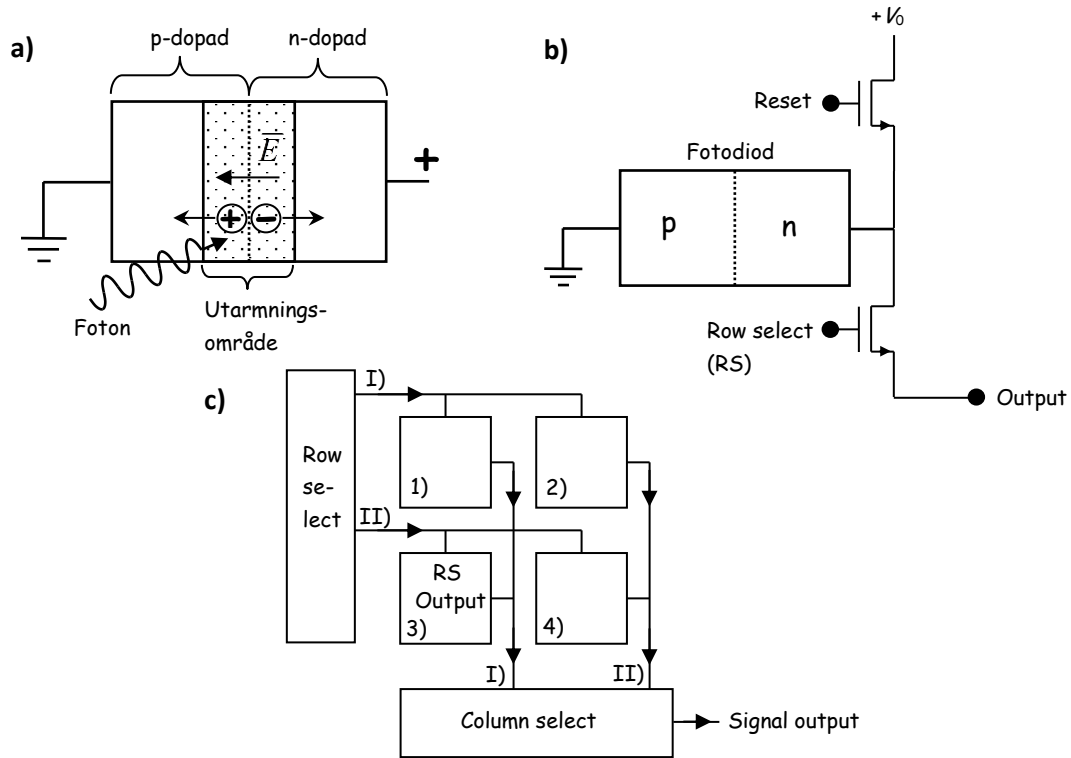 a)
p-dopad
n-dopad
E
+
+
−
Foton
Utarmnings-
område
b)
+V₀
Reset
Fotodiod
p
n
Row select
(RS)
Output
c)
I)
Row
se-
lect
1)
2)
II)
RS
Output
3)
4)
I)
II)
Column select
Signal output